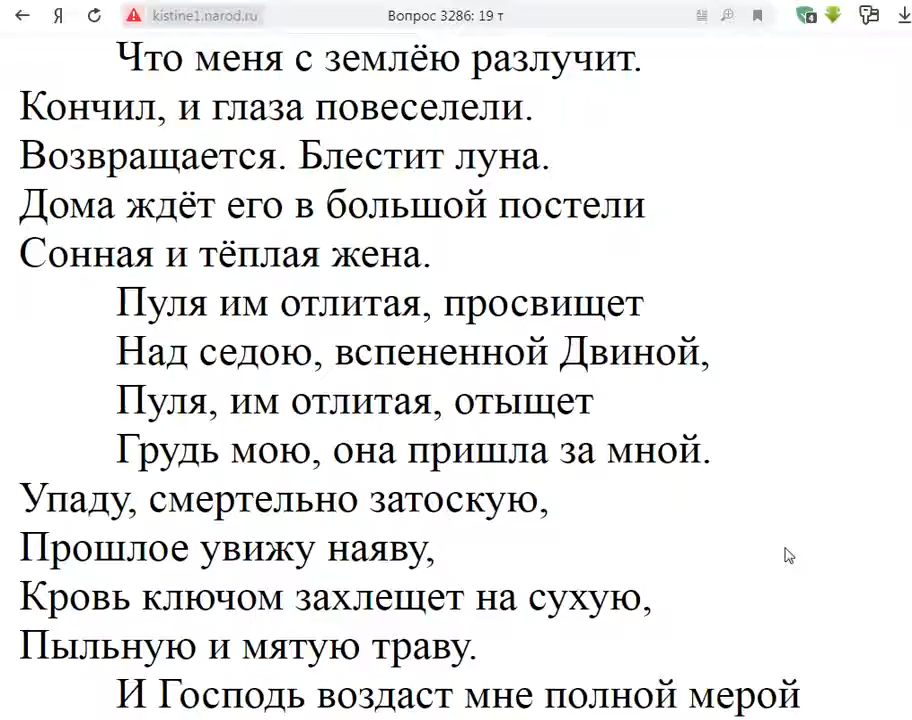 kistine1.narod.ru
Вопрос 3286: 19 т
Что меня с землёю разлучит.
Кончил, и глаза повеселели.
Возвращается. Блестит луна.
Дома ждёт его в большой постели
Сонная и тёплая жена.
Пуля им отлитая, просвищет
Над седою, вспененной Двиной,
Пуля, им отлитая, отыщет
Грудь мою, она пришла за мной.
Упаду, смертельно затоскую,
Прошлое увижу наяву,
Кровь ключом захлещет на сухую,
Пыльную и мятую траву.
И Господь воздаст мне полной мерой